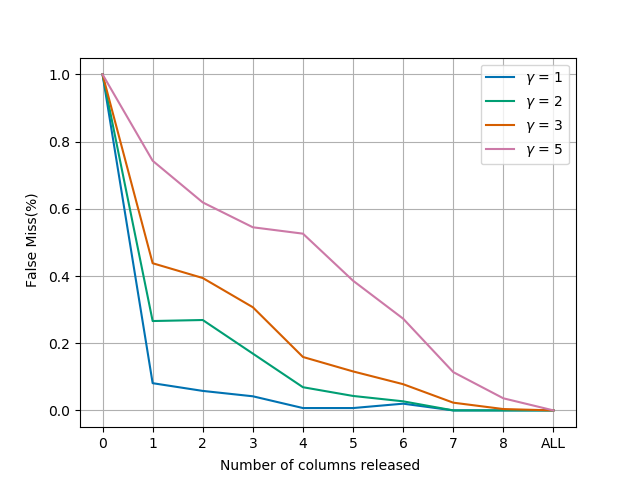 1.0
0.8
0.6
0.4
0.2
0.0
False Miss(%)
γ = 1
γ = 2
γ = 3
γ = 5
0 1 2 3 4 5 6 7 8 ALL
Number of columns released